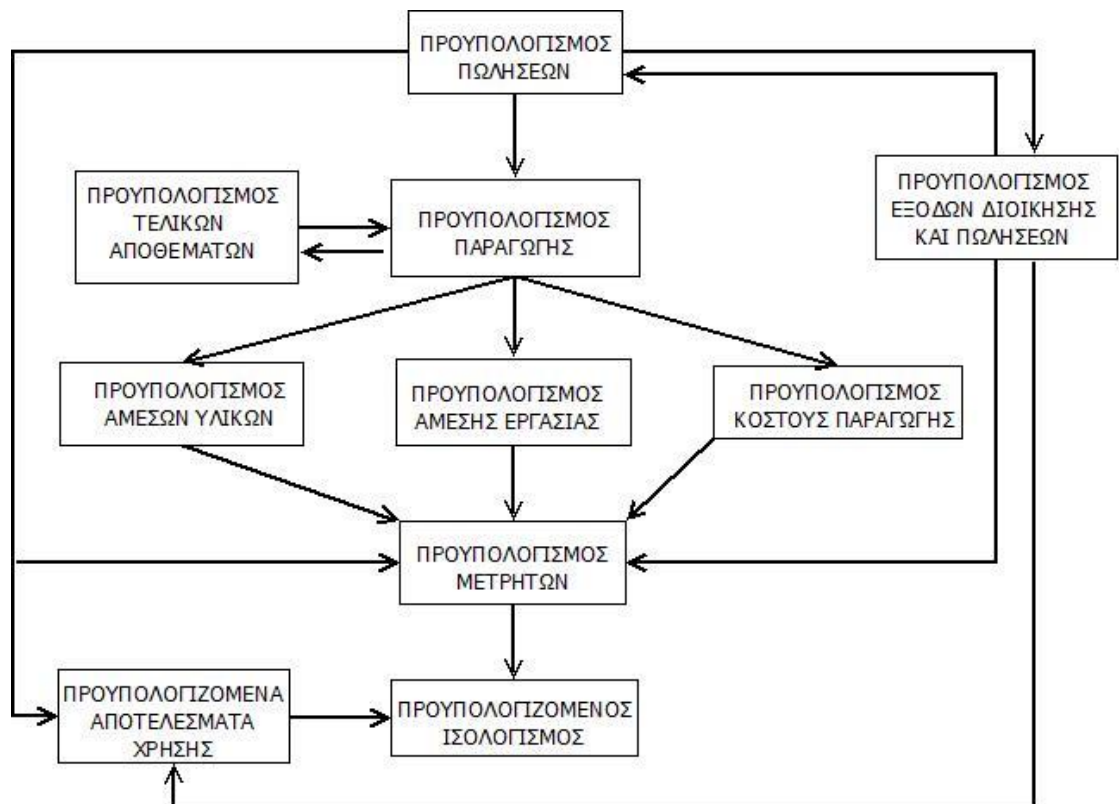 ΠΡΟΥΠΟΛΟΓΙΣΜΟΣ
ΠΩΛΗΣΕΩΝ
ΠΡΟΥΠΟΛΟΓΙΣΜΟΣ
ΕΞΟΔΩΝ ΔΙΟΙΚΗΣΗΣ
ΚΑΙ ΠΩΛΗΣΕΩΝ
ΠΡΟΥΠΟΛΟΓΙΣΜΟΣ
ΤΕΛΙΚΩΝ
ΑΠΟΘΕΜΑΤΩΝ
ΠΡΟΥΠΟΛΟΓΙΣΜΟΣ
ΠΑΡΑΓΩΓΗΣ
ΠΡΟΥΠΟΛΟΓΙΣΜΟΣ
ΑΜΕΣΩΝ ΥΛΙΚΩΝ
ΠΡΟΥΠΟΛΟΓΙΣΜΟΣ
ΑΜΕΣΗΣ ΕΡΓΑΣΙΑΣ
ΠΡΟΥΠΟΛΟΓΙΣΜΟΣ
ΚΟΣΤΟΥΣ ΠΑΡΑΓΩΓΗΣ
ΠΡΟΥΠΟΛΟΓΙΣΜΟΣ
ΜΕΤΡΗΤΩΝ
ΠΡΟΥΠΟΛΟΓΙΖΟΜΕΝΑ
ΑΠΟΤΕΛΕΣΜΑΤΑ
ΧΡΗΣΗΣ
ΠΡΟΥΠΟΛΟΓΙΖΟΜΕΝΟΣ
ΙΣΟΛΟΓΙΣΜΟΣ